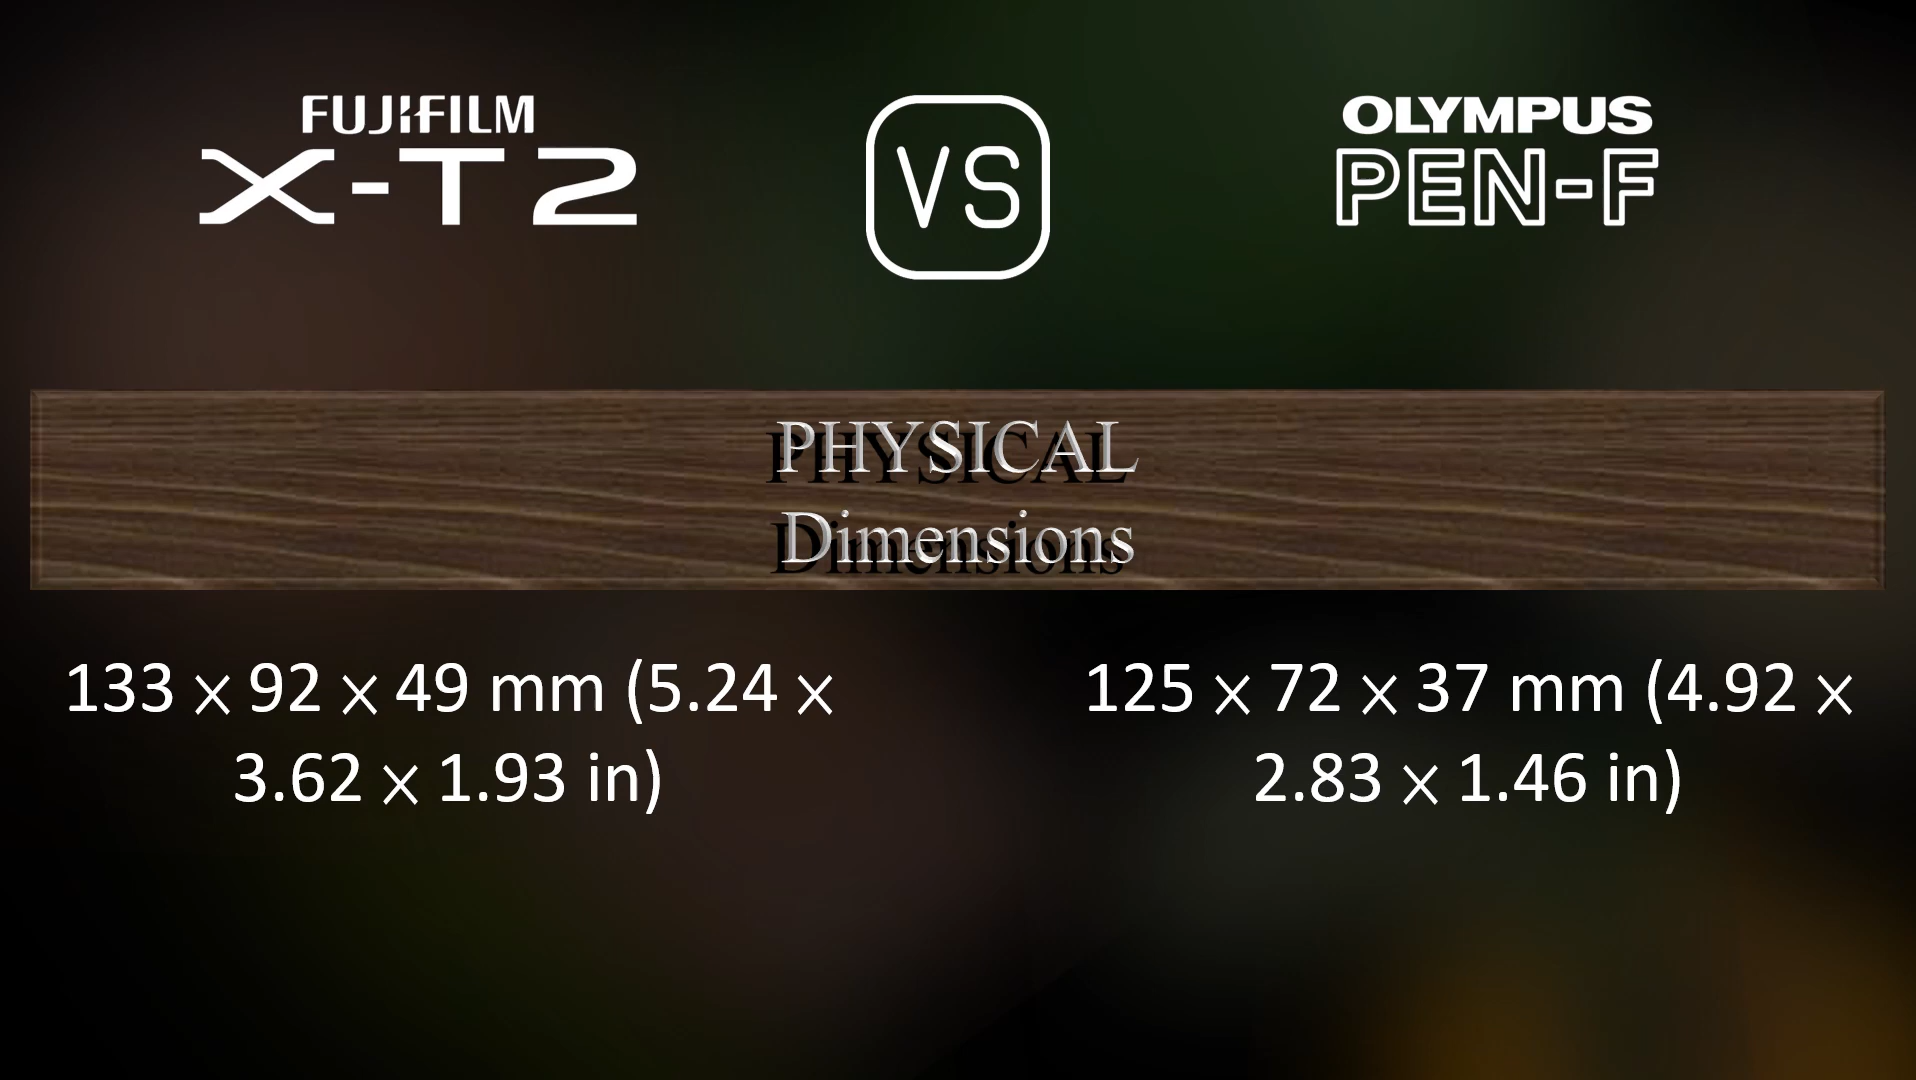 FUJIFILM
X-T2
VS
OLYMPUS
PEN-F
PHYSICAL
Dimensions
133 x 92 x 49 mm (5.24 x
3.62 x 1.93 in)
125 x 72 x 37 mm (4.92 x
2.83 x 1.46 in)